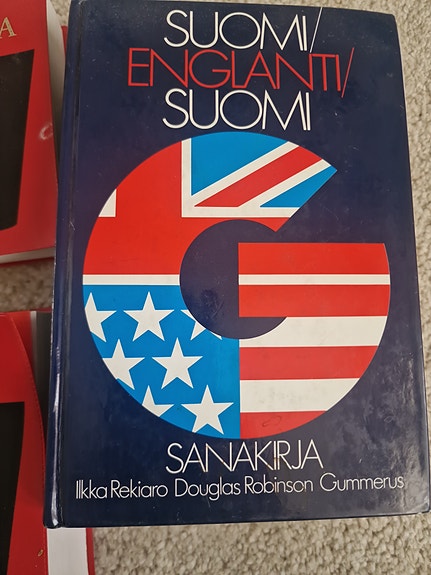 SUOMI/
ENGLANTI/
SUOMI
G
SANAKIRJA
Ilkka Rekiaro Douglas Robinson Gummerus